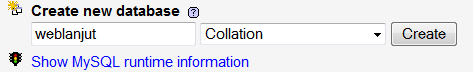 Create new database
weblanjut Collation Create
Show MySQL runtime information